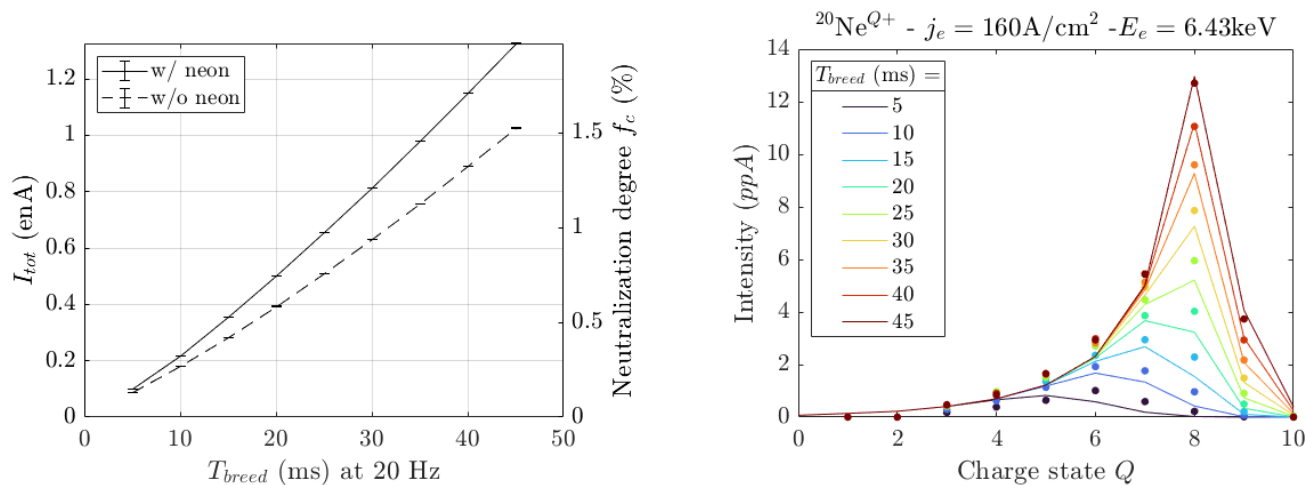 1.2
1
0.8
0.6
0.4
0.2
0
I_tot (enA)
w/ neon
w/o neon
1.5
1
0.5
0
Neutralization degree f_c (%)
0 10 20 30 40 50
T_breed (ms) at 20 Hz
²⁰Ne^Q+ - j_e = 160A/cm² -E_e = 6.43keV
14
12
10
8
6
4
2
0
Intensity (ppA)
T_breed (ms) =
5
10
15
20
25
30
35
40
45
0 2 4 6 8 10
Charge state Q